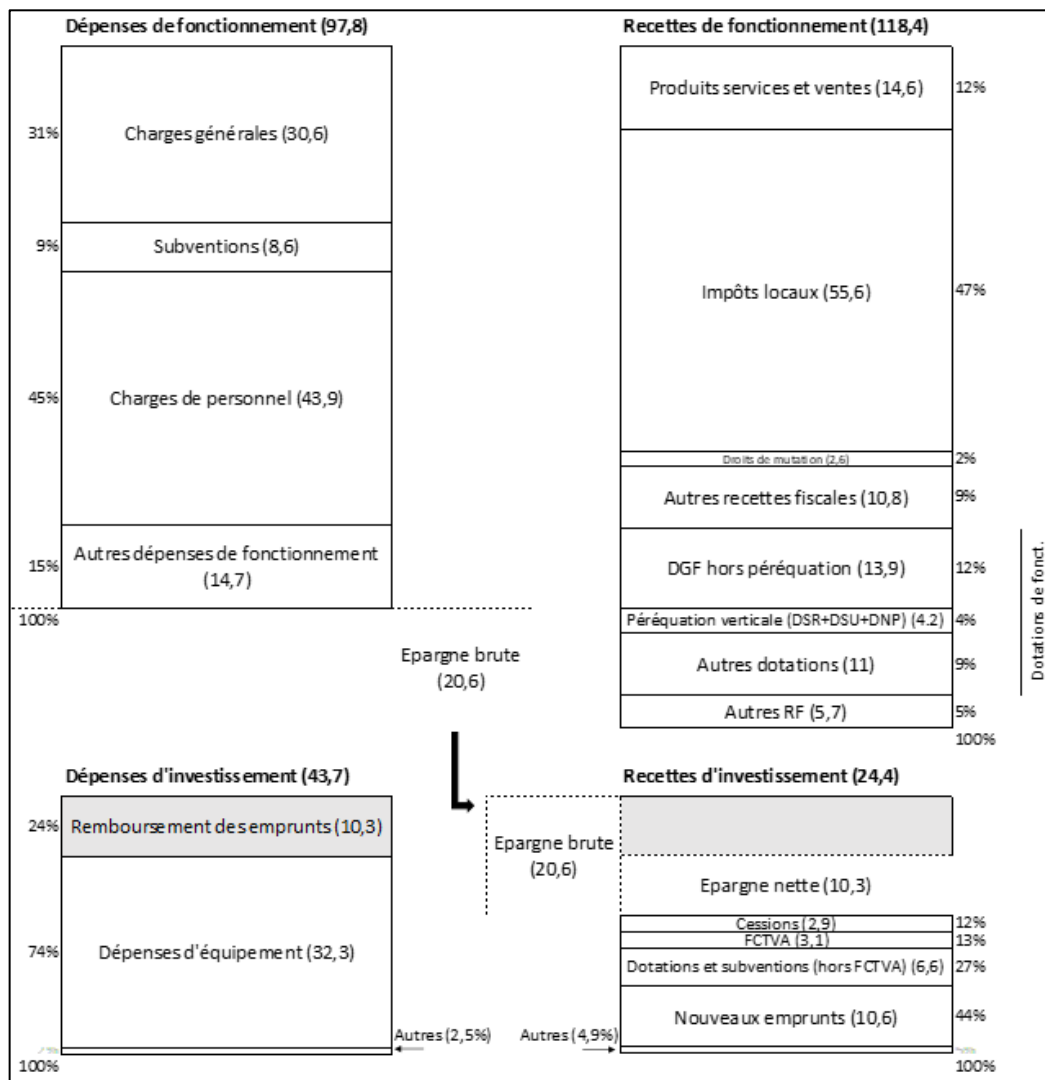 Dépenses de fonctionnement (97,8)
31%
Charges générales (30,6)
9%
Subventions (8,6)
45%
Charges de personnel (43,9)
15%
Autres dépenses de fonctionnement
(14,7)
100%
Recettes de fonctionnement (118,4)
Produits services et ventes (14,6)
12%
Impôts locaux (55,6)
47%
Droits de mutation (2,6)
2%
Autres recettes fiscales (10,8)
9%
DGF hors péréquation (13,9)
12%
Péréquation verticale (DSR+DSU+DNP) (4.2)
4%
Autres dotations (11)
9%
Autres RF (5,7)
5%
100%
Dotations de fonct.
Epargne brute
(20,6)
Dépenses d'investissement (43,7)
24%
Remboursement des emprunts (10,3)
74%
Dépenses d'équipement (32,3)
Autres (2,5%)
100%
Recettes d'investissement (24,4)
Epargne brute
(20,6)
Epargne nette (10,3)
Cessions (2,9)
12%
FCTVA (3,1)
13%
Dotations et subventions (hors FCTVA) (6,6)
27%
Nouveaux emprunts (10,6)
44%
Autres (4,9%)
100%